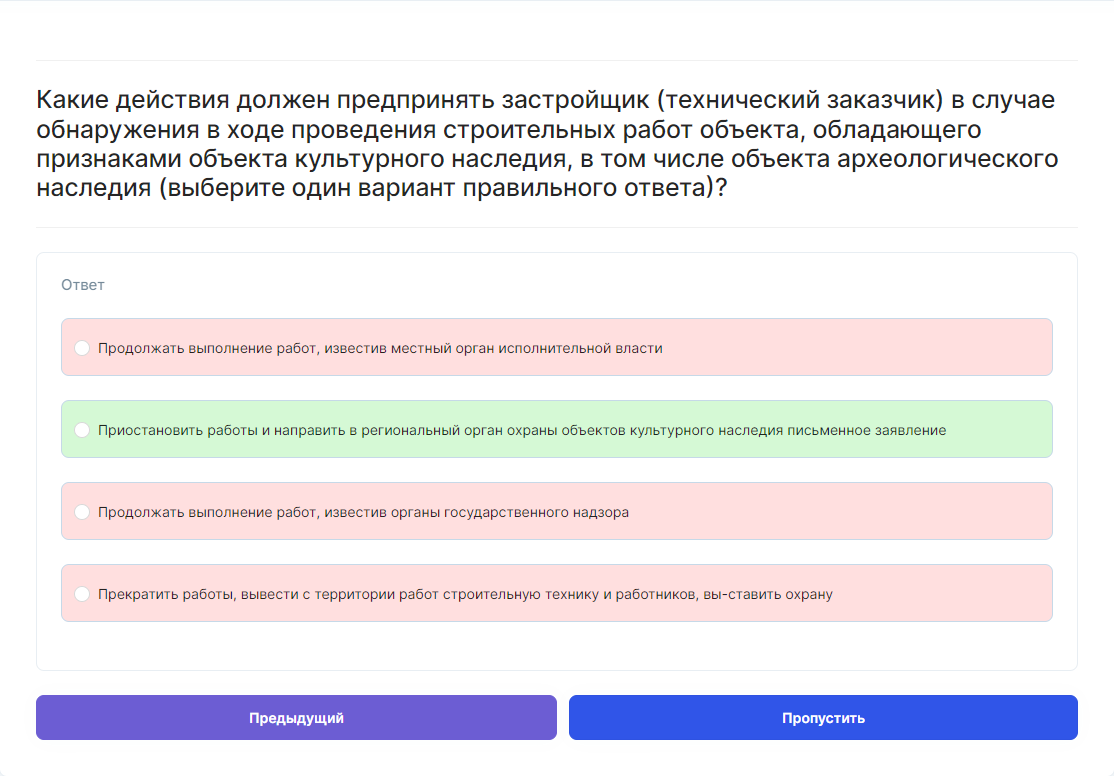 Какие действия должен предпринять застройщик (технический заказчик) в случае
обнаружения в ходе проведения строительных работ объекта, обладающего
признаками объекта культурного наследия, в том числе объекта археологического
наследия (выберите один вариант правильного ответа)?
Ответ
Продолжать выполнение работ, известив местный орган исполнительной власти
Приостановить работы и направить в региональный орган охраны объектов культурного наследия письменное заявление
Продолжать выполнение работ, известив органы государственного надзора
Прекратить работы, вывести с территории работ строительную технику и работников, вы-ставить охрану
Предыдущий
Пропустить